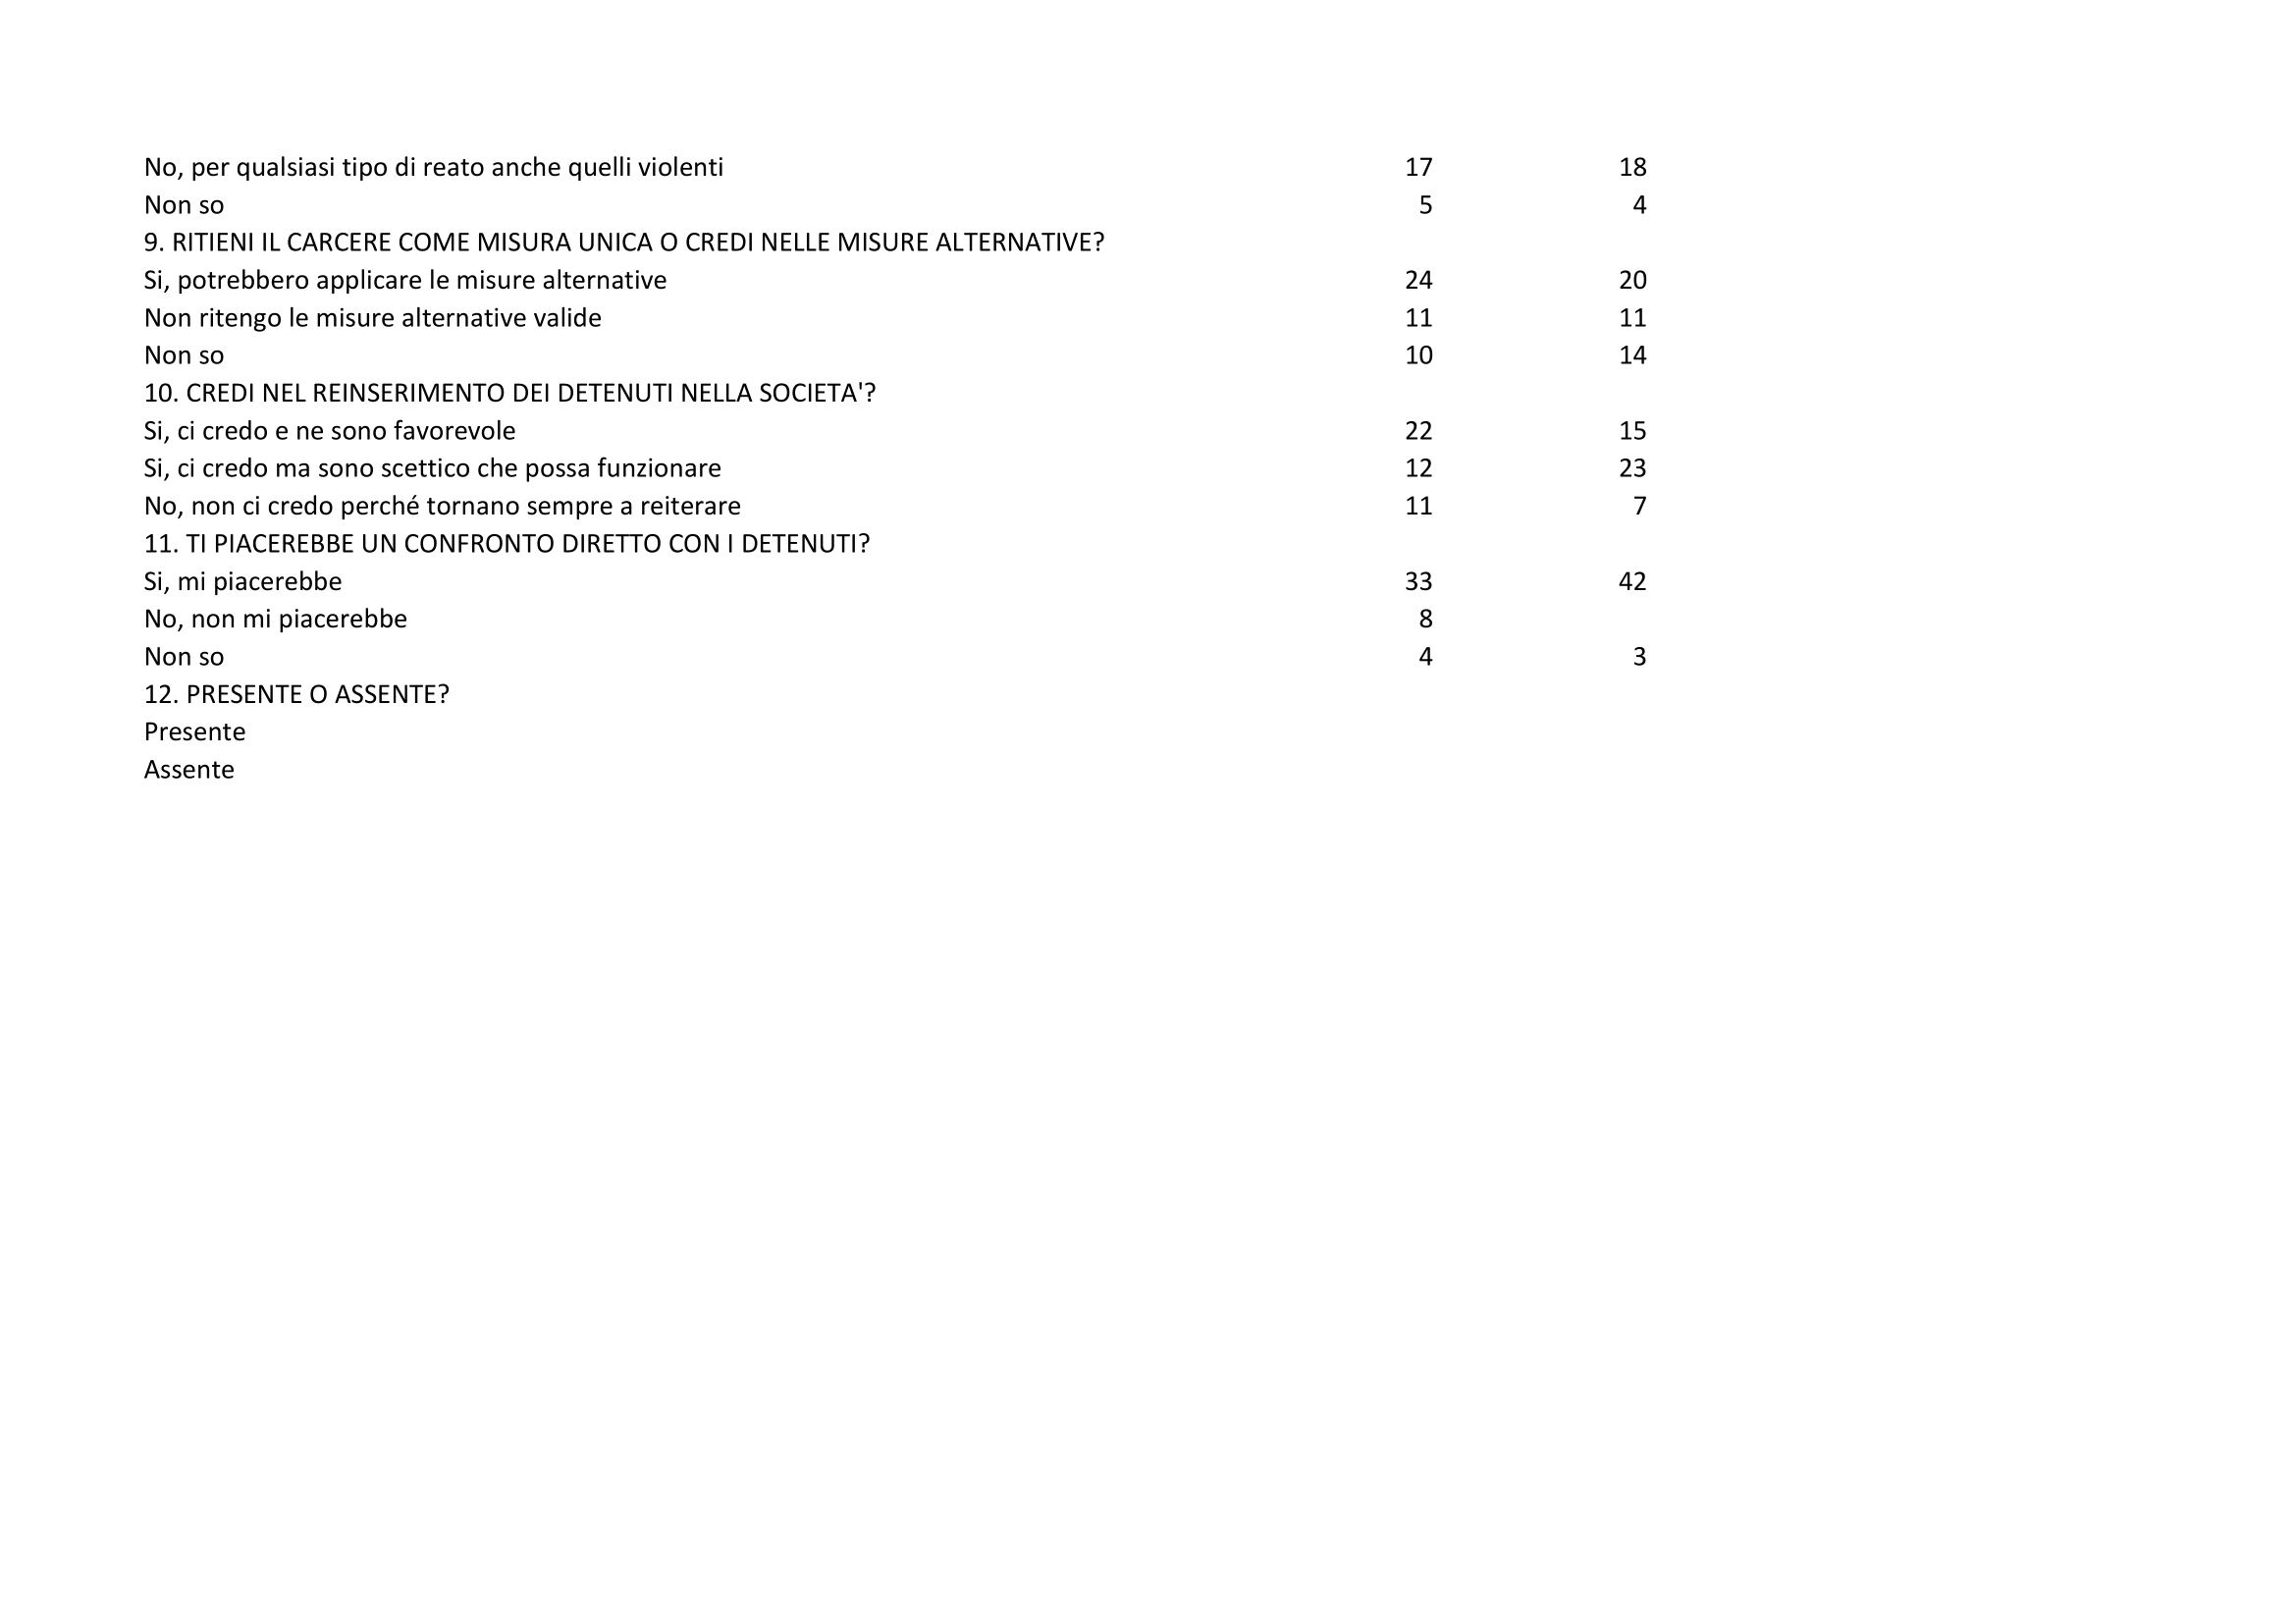 No, per qualsiasi tipo di reato anche quelli violenti 17 18
Non so 5 4
9. RITIENI IL CARCERE COME MISURA UNICA O CREDI NELLE MISURE ALTERNATIVE?
Si, potrebbero applicare le misure alternative 24 20
Non ritengo le misure alternative valide 11 11
Non so 10 14
10. CREDI NEL REINSERIMENTO DEI DETENUTI NELLA SOCIETA'?
Si, ci credo e ne sono favorevole 22 15
Si, ci credo ma sono scettico che possa funzionare 12 23
No, non ci credo perché tornano sempre a reiterare 11 7
11. TI PIACEREBBE UN CONFRONTO DIRETTO CON I DETENUTI?
Si, mi piacerebbe 33 42
No, non mi piacerebbe 8
Non so 4 3
12. PRESENTE O ASSENTE?
Presente
Assente